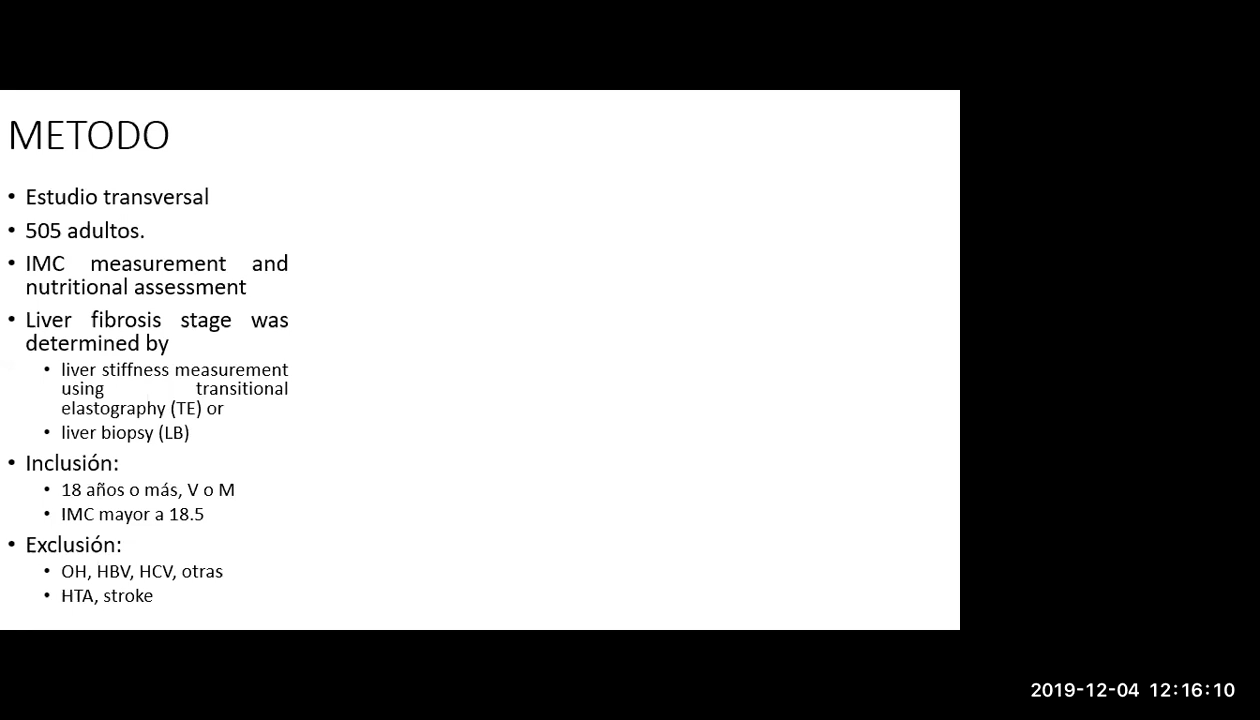 METODO
• Estudio transversal
• 505 adultos.
• IMC measurement and
nutritional assessment
• Liver fibrosis stage was
determined by
• liver stiffness measurement
using transitional
elastography (TE) or
• liver biopsy (LB)
• Inclusión:
• 18 años o más, V o M
• IMC mayor a 18.5
• Exclusión:
• OH, HBV, HCV, otras
• HTA, stroke
2019-12-04 12:16:10